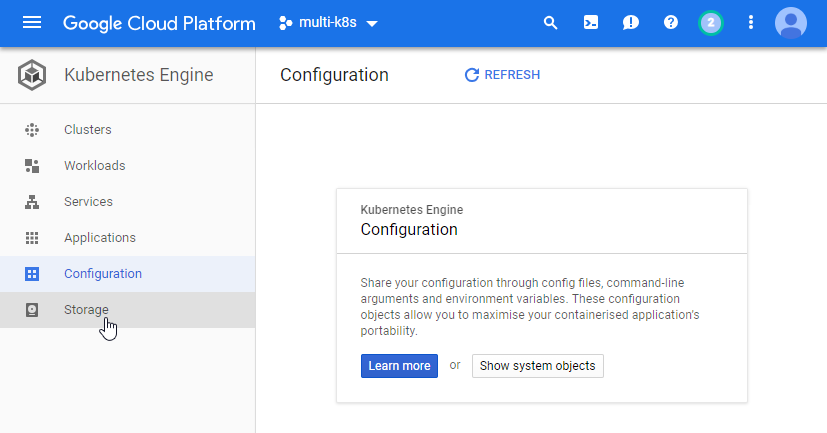 Google Cloud Platform
multi-k8s
2
Kubernetes Engine
Configuration
REFRESH
Clusters
Workloads
Services
Applications
Configuration
Storage
Kubernetes Engine
Configuration
Share your configuration through config files, command-line
arguments and environment variables. These configuration
objects allow you to maximise your containerised application's
portability.
Learn more or Show system objects